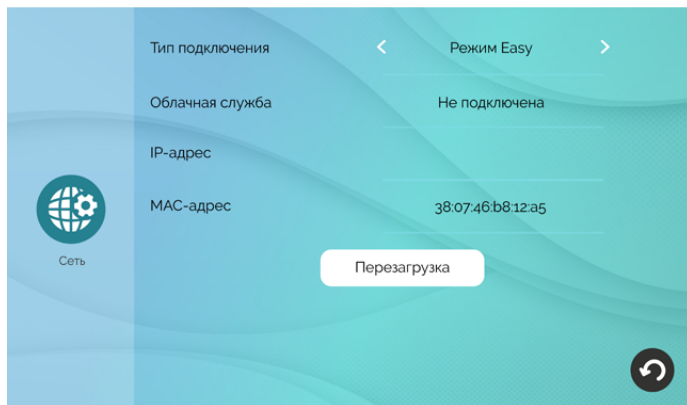 Тип подключения < Режим Easy >
Облачная служба Не подключена
IP-адрес
MAC-адрес 38:07:46:b8:12:a5
Сеть
Перезагрузка